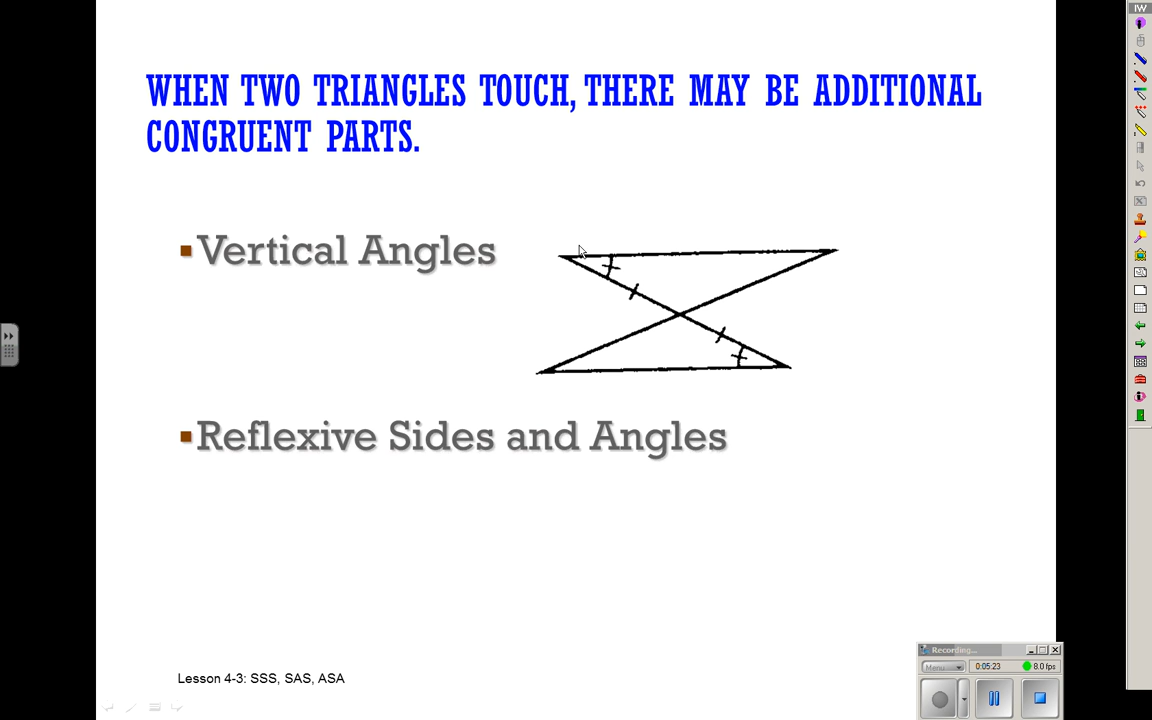 IW
WHEN TWO TRIANGLES TOUCH, THERE MAY BE ADDITIONAL
CONGRUENT PARTS.
▪Vertical Angles
▪Reflexive Sides and Angles
Recording...
Menu
0:05:23
8.0 fps
Lesson 4-3: SSS, SAS, ASA